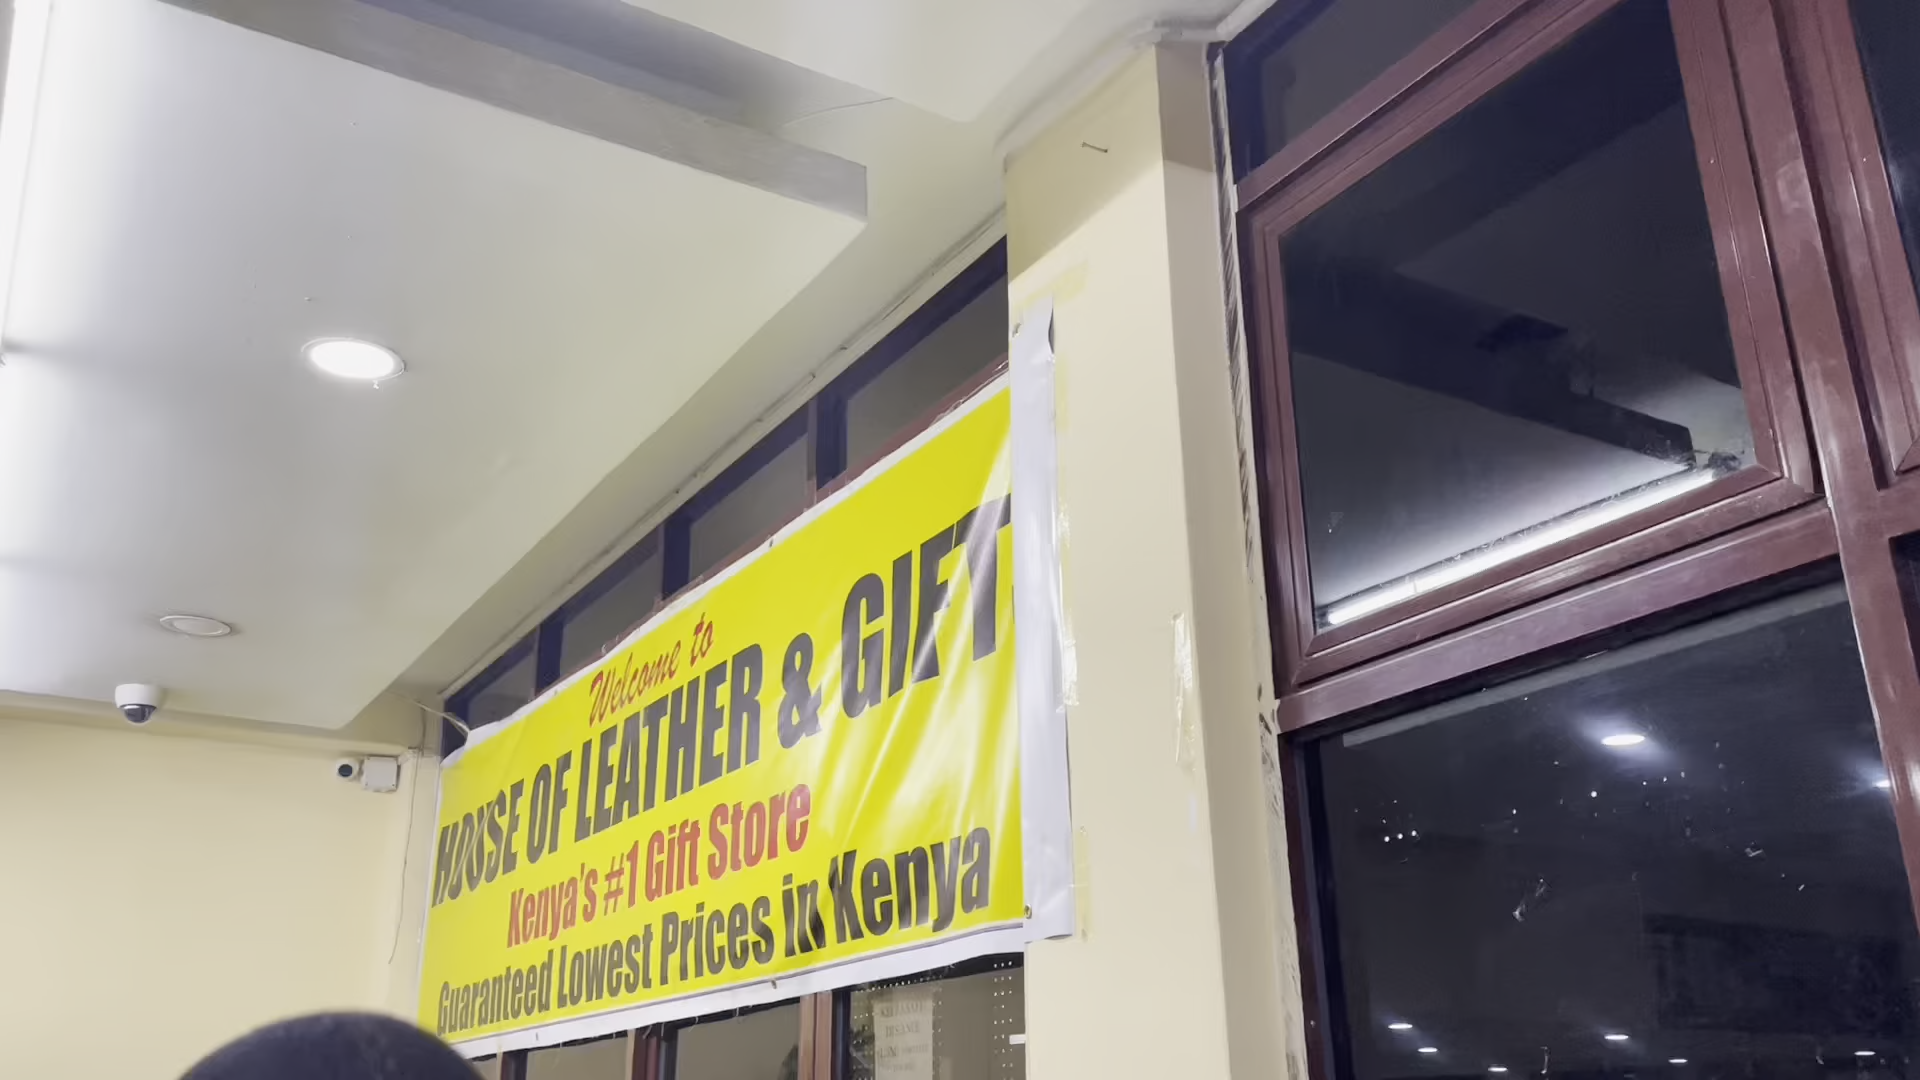 Welcome to
HOUSE OF LEATHER & GIFT
Kenya's #1 Gift Store
Guaranteed Lowest Prices in Kenya